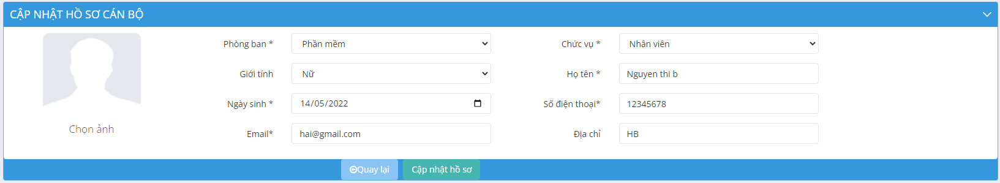 CẬP NHẬT HỒ SƠ CÁN BỘ
Phòng ban * Phần mềm Chức vụ * Nhân viên
Giới tính Nữ Họ tên * Nguyen thi b
Ngày sinh * 14/05/2022 Số điện thoại* 12345678
Chọn ảnh
Email* hai@gmail.com Địa chỉ HB
Quay lại Cập nhật hồ sơ